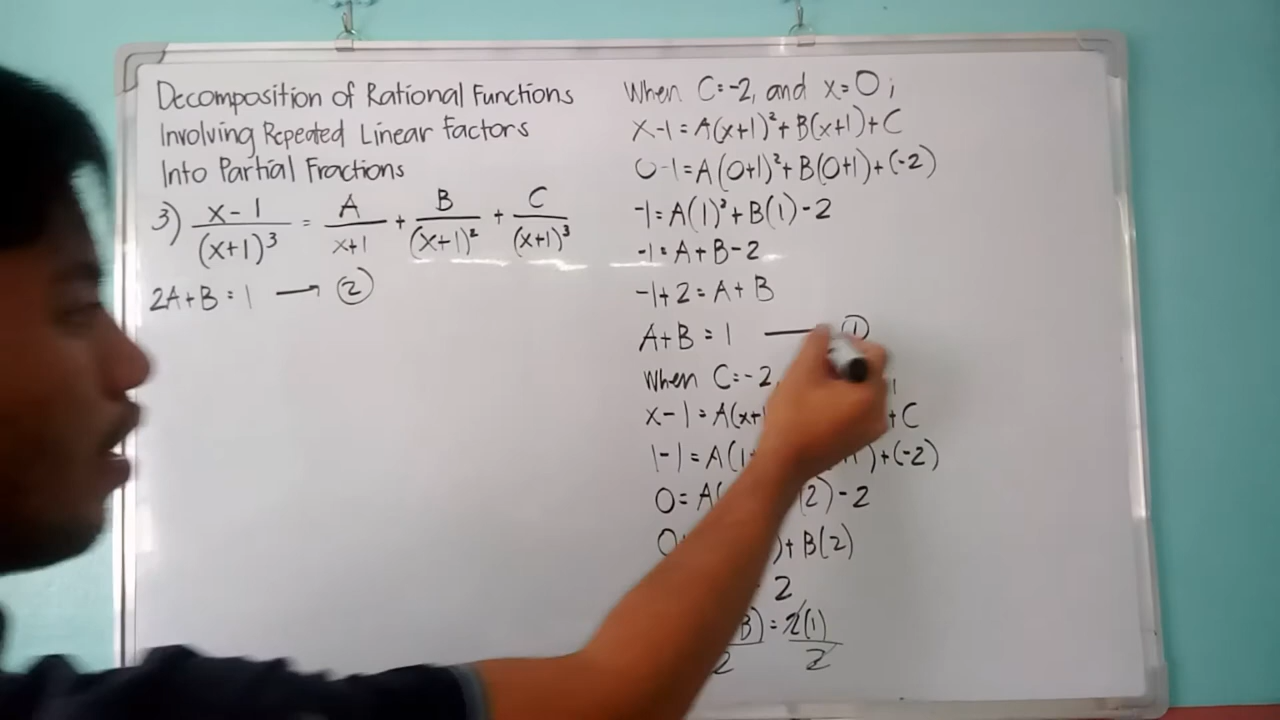 Decomposition of Rational Functions
Involving Repeated Linear Factors
Into Partial Fractions
3) x-1/(x+1)³ = A/x+1 + B/(x+1)² + C/(x+1)³
2A+B=1 → ②
When C=-2, and x=0;
x-1=A(x+1)²+B(x+1)+C
0-1=A(0+1)²+B(0+1)+(-2)
-1=A(1)²+B(1)-2
-1=A+B-2
-1+2=A+B
A+B=1 → ①
When C=-2,
x-1=A(x+1 +C
1-1=A(1 )+(-2)
0=A( (2)-2
)+B(2)
2
B)/2=2(1)/2